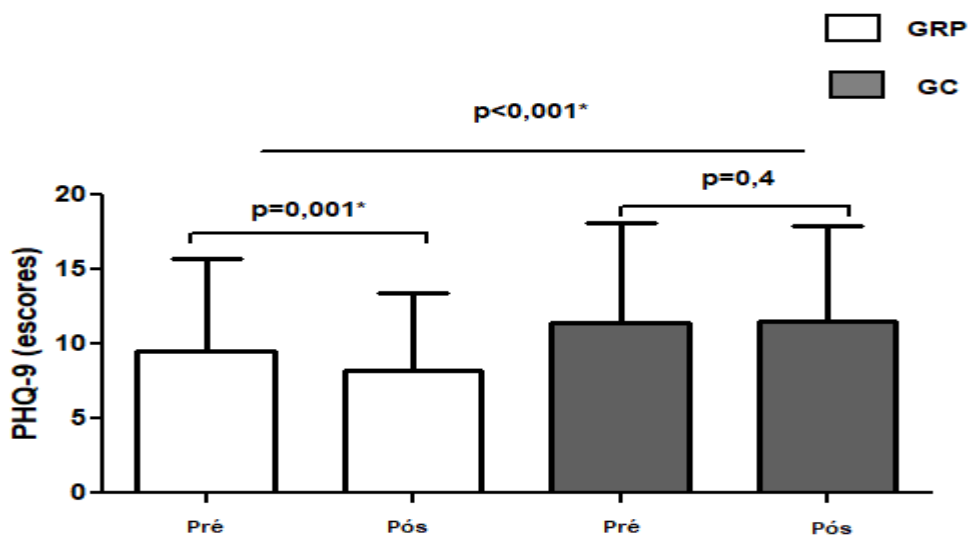 GRP
GC
p<0,001*
p=0,4
p=0,001*
PHQ-9 (escores)
20
15
10
5
0
Pré
Pós
Pré
Pós